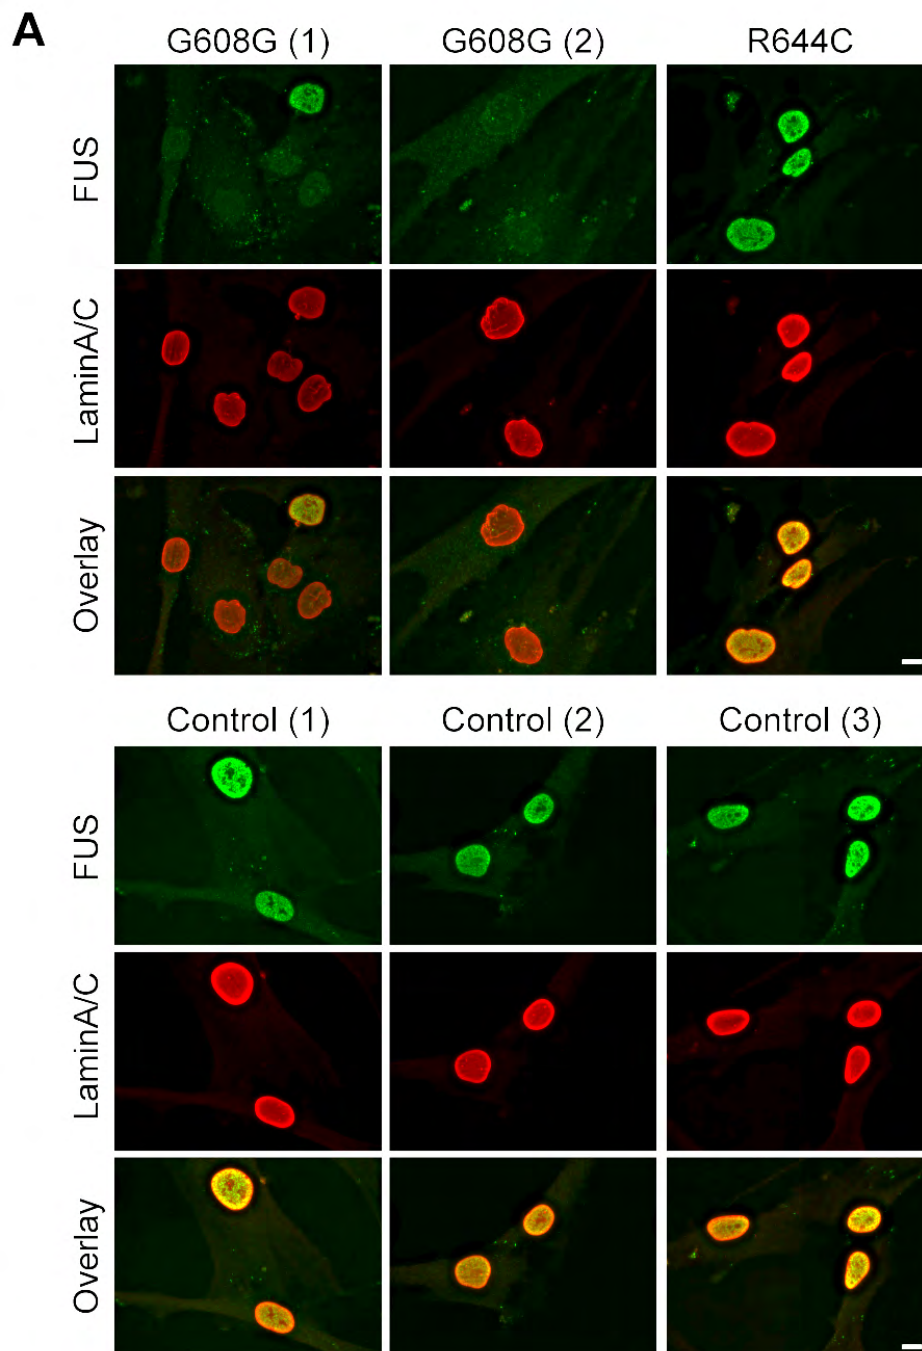 A
G608G (1) G608G (2) R644C
FUS
LaminA/C
Overlay
Control (1) Control (2) Control (3)
FUS
LaminA/C
Overlay